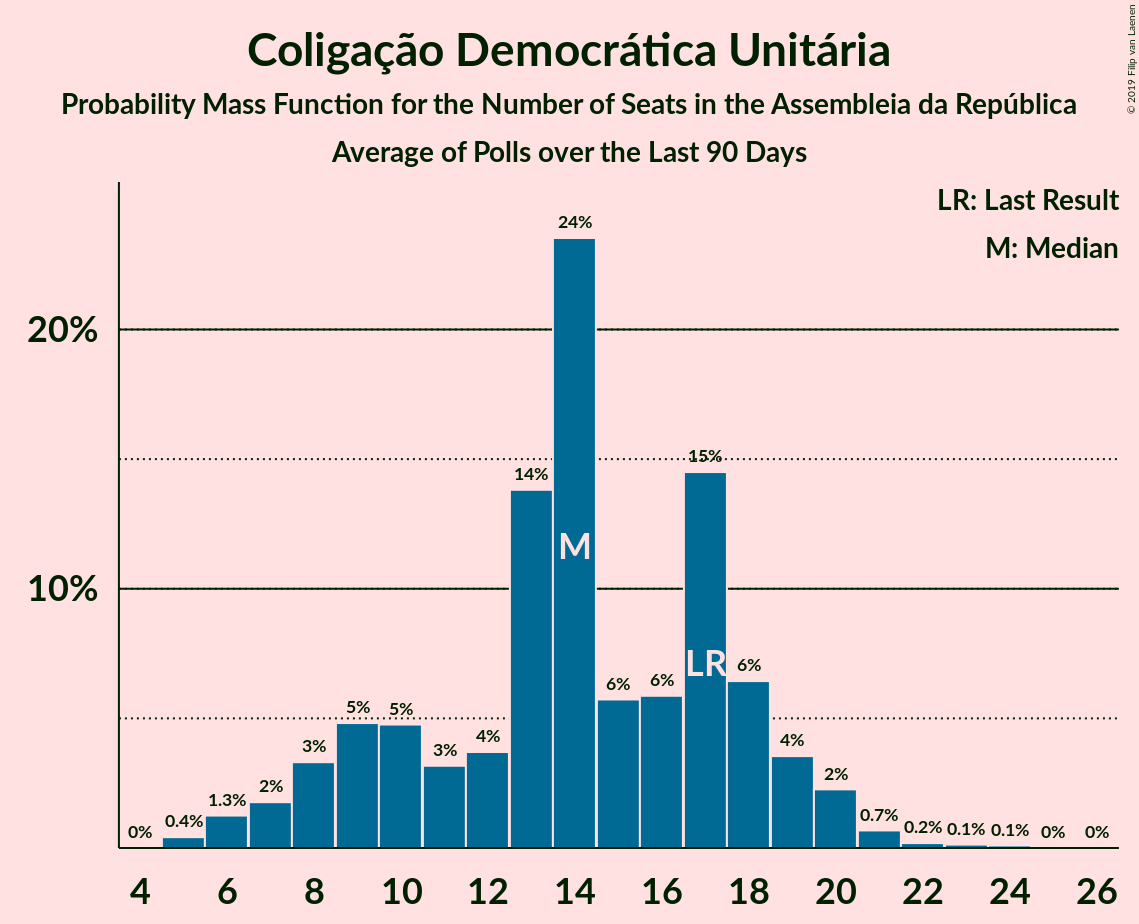 Coligação Democrática Unitária
Probability Mass Function for the Number of Seats in the Assembleia da República
Average of Polls over the Last 90 Days
© 2019 Filip van Laenen
LR: Last Result
M: Median
20%
10%
0%
0.4%
1.3%
2%
3%
5%
5%
3%
4%
14%
24%
6%
6%
15%
6%
4%
2%
0.7%
0.2%
0.1%
0.1%
0%
0%
M
LR
4 6 8 10 12 14 16 18 20 22 24 26